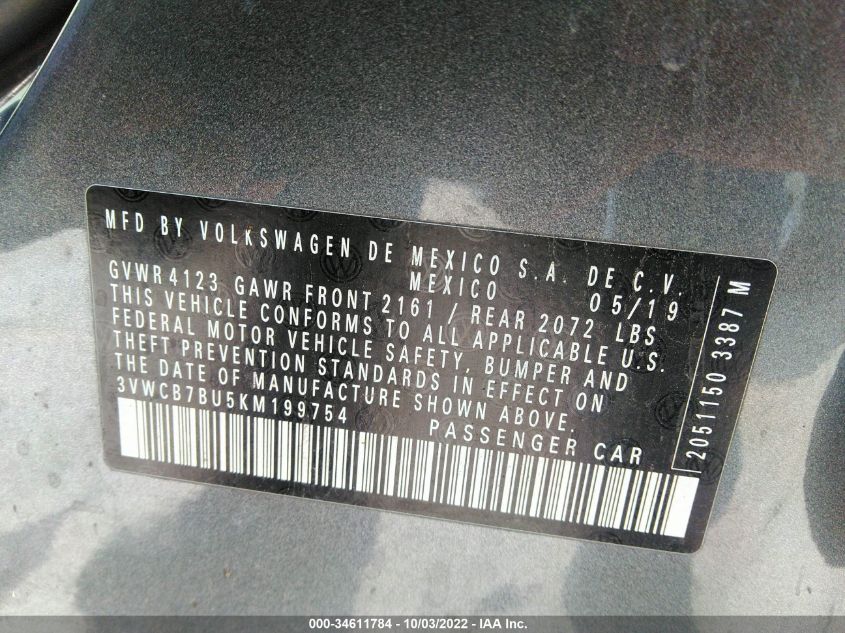 MFD BY VOLKSWAGEN DE MEXICO S.A. DE C.V.
MEXICO 05/19
GVWR 4123 GAWR FRONT 2161 / REAR 2072 LBS
THIS VEHICLE CONFORMS TO ALL APPLICABLE U.S.
FEDERAL MOTOR VEHICLE SAFETY, BUMPER AND
THEFT PREVENTION STANDARDS IN EFFECT ON
THE DATE OF MANUFACTURE SHOWN ABOVE.
3VWCB7BU5KM199754 PASSENGER CAR
2051150 3387 M
000-34611784 - 10/03/2022 - IAA Inc.